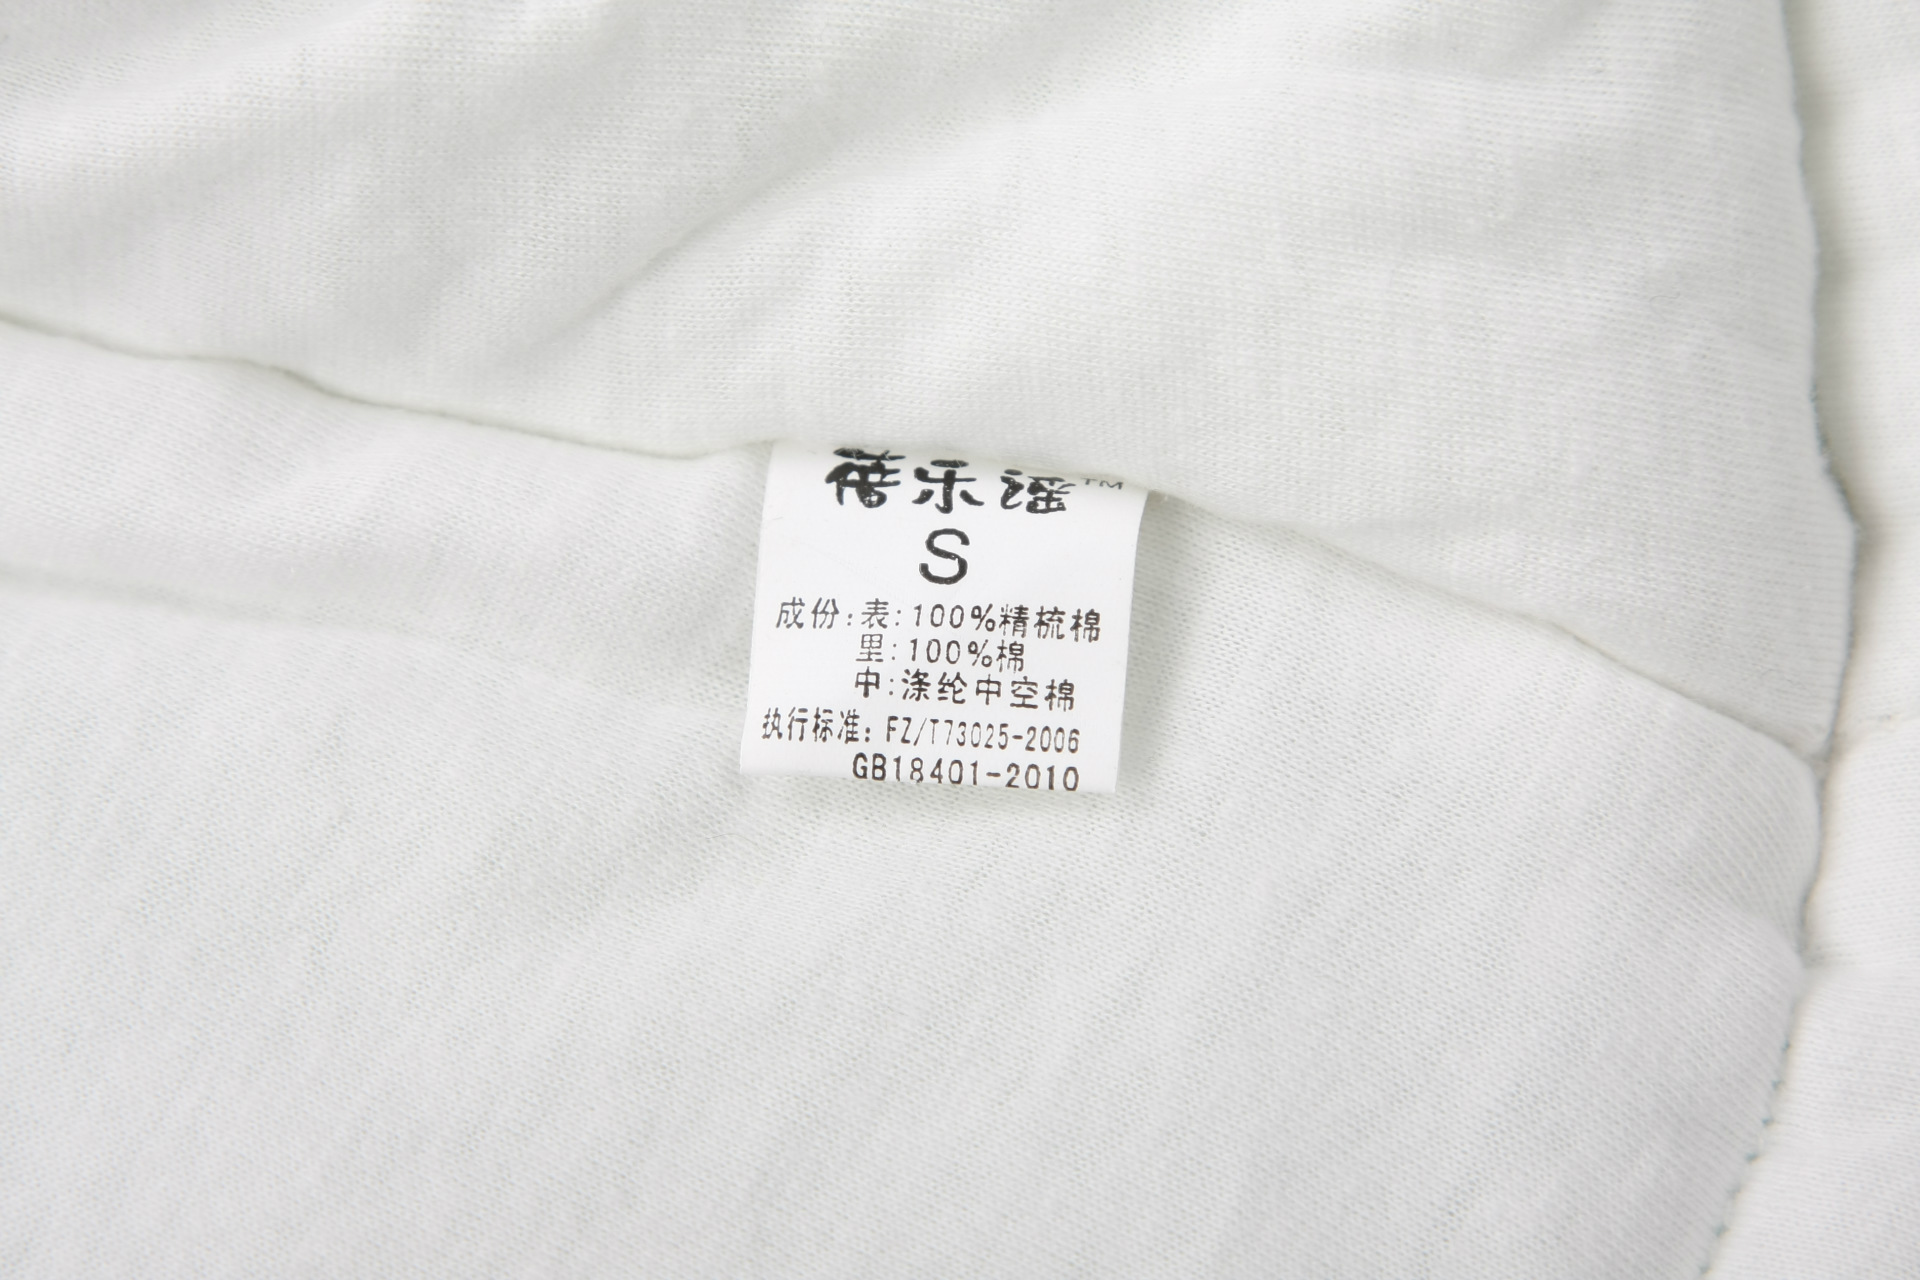 蓓乐谣™
S
成份:表:100%精梳棉
里:100%棉
中:涤纶中空棉
执行标准: FZ/T73025-2006
GB18401-2010